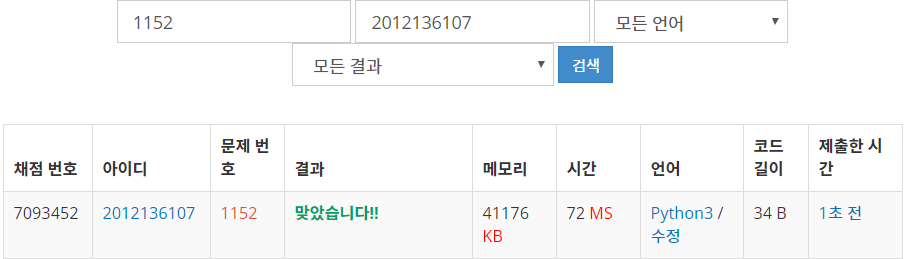 1152 2012136107 모든 언어
모든 결과 검색
채점 번호 아이디 문제 번호 결과 메모리 시간 언어 코드 길이 제출한 시간
7093452 2012136107 1152 맞았습니다!! 41176 KB 72 MS Python3 / 수정 34 B 1초 전